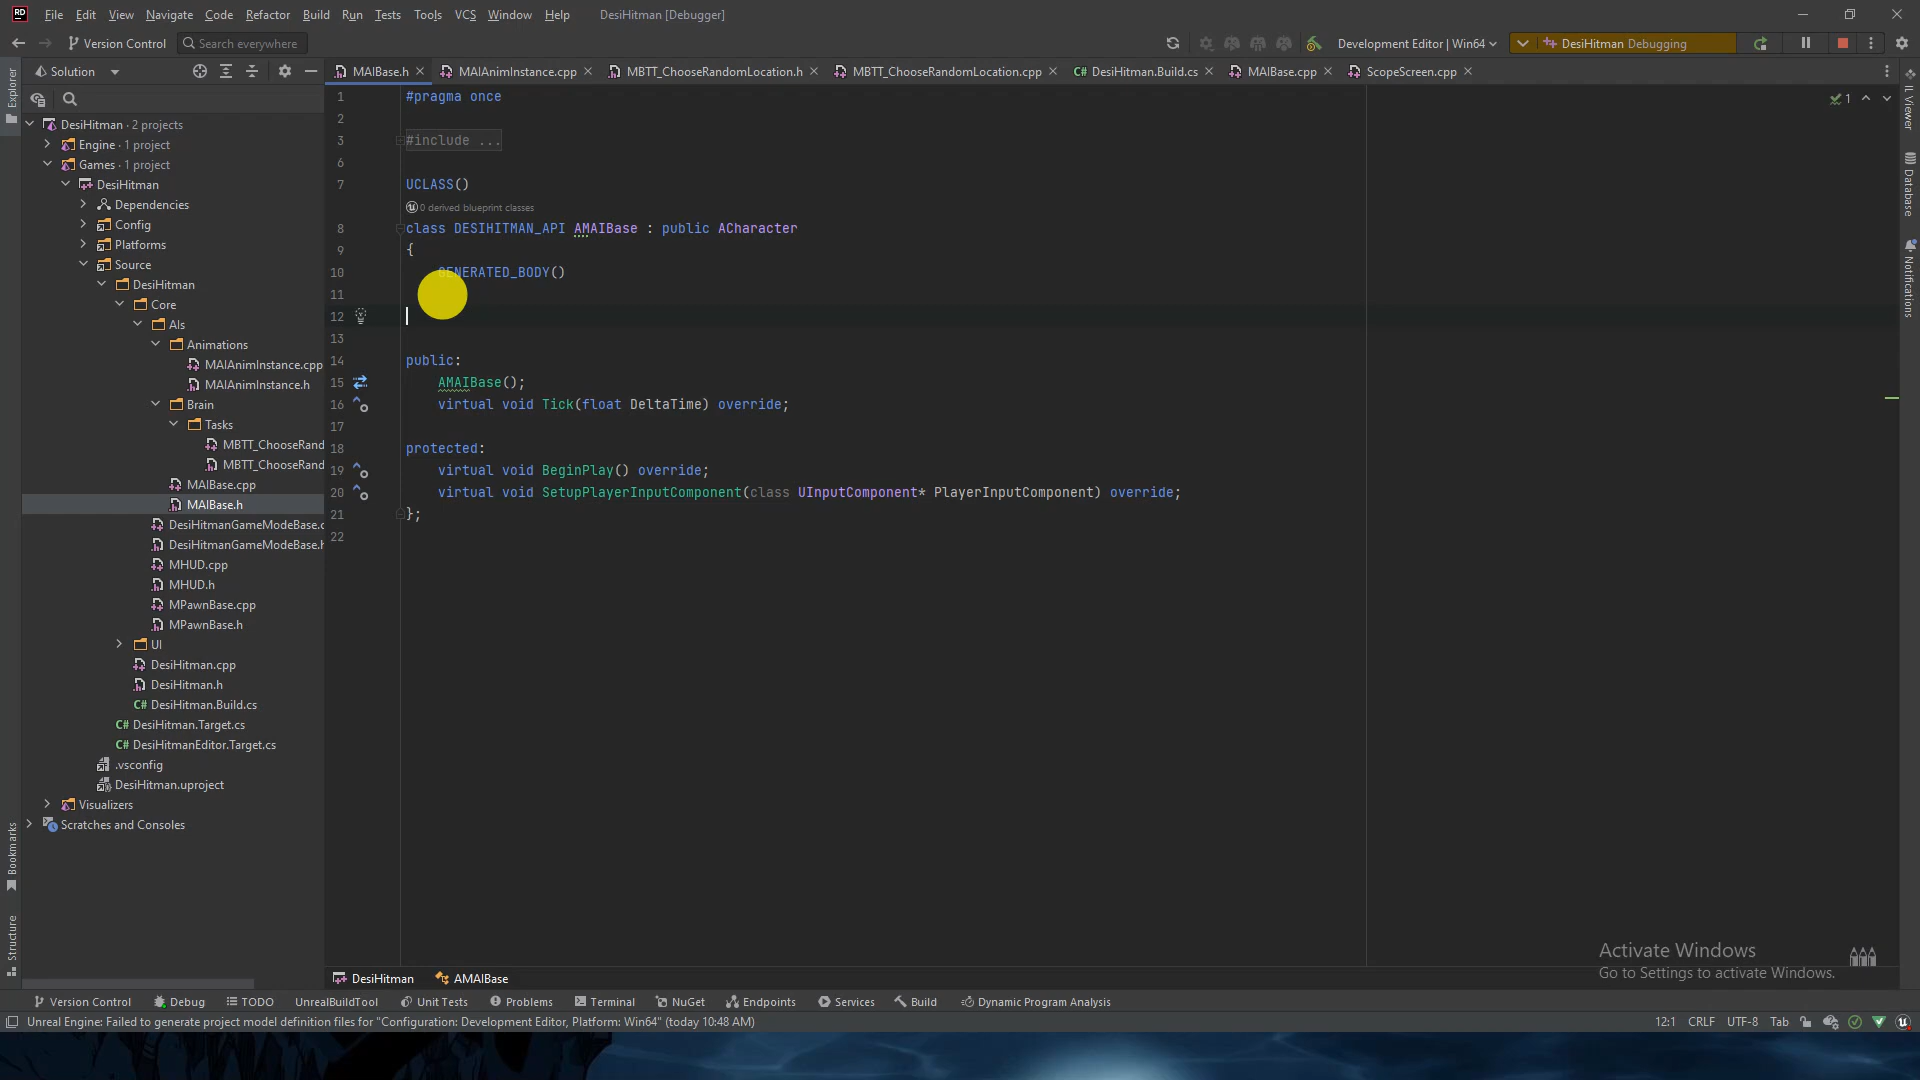 RD File Edit View Navigate Code Refactor Build Run Tests Tools VCS Window Help DesiHitman [Debugger]
Version Control Search everywhere Development Editor | Win64 DesiHitman Debugging
Solution MAIBase.h MAIAnimInstance.cpp MBTT_ChooseRandomLocation.h MBTT_ChooseRandomLocation.cpp C# DesiHitman.Build.cs MAIBase.cpp ScopeScreen.cpp
Explorer
DesiHitman · 2 projects
Engine · 1 project
Games · 1 project
DesiHitman
Dependencies
Config
Platforms
Source
DesiHitman
Core
AIs
Animations
MAIAnimInstance.cpp
MAIAnimInstance.h
Brain
Tasks
MBTT_ChooseRand
MBTT_ChooseRand
MAIBase.cpp
MAIBase.h
DesiHitmanGameModeBase.c
DesiHitmanGameModeBase.h
MHUD.cpp
MHUD.h
MPawnBase.cpp
MPawnBase.h
UI
DesiHitman.cpp
DesiHitman.h
C# DesiHitman.Build.cs
C# DesiHitman.Target.cs
C# DesiHitmanEditor.Target.cs
.vsconfig
DesiHitman.uproject
Visualizers
Scratches and Consoles
Bookmarks
Structure
1 #pragma once
2
3 #include ...
6
7 UCLASS()
0 derived blueprint classes
8 class DESIHITMAN_API AMAIBase : public ACharacter
9 {
10 GENERATED_BODY()
11
12
13
14 public:
15 AMAIBase();
16 virtual void Tick(float DeltaTime) override;
17
18 protected:
19 virtual void BeginPlay() override;
20 virtual void SetupPlayerInputComponent(class UInputComponent* PlayerInputComponent) override;
21 };
22
1
IL Viewer
Database
Notifications
Activate Windows
Go to Settings to activate Windows.
DesiHitman AMAIBase
Version Control Debug TODO UnrealBuildTool Unit Tests Problems Terminal NuGet Endpoints Services Build Dynamic Program Analysis
Unreal Engine: Failed to generate project model definition files for "Configuration: Development Editor, Platform: Win64" (today 10:48 AM) 12:1 CRLF UTF-8 Tab